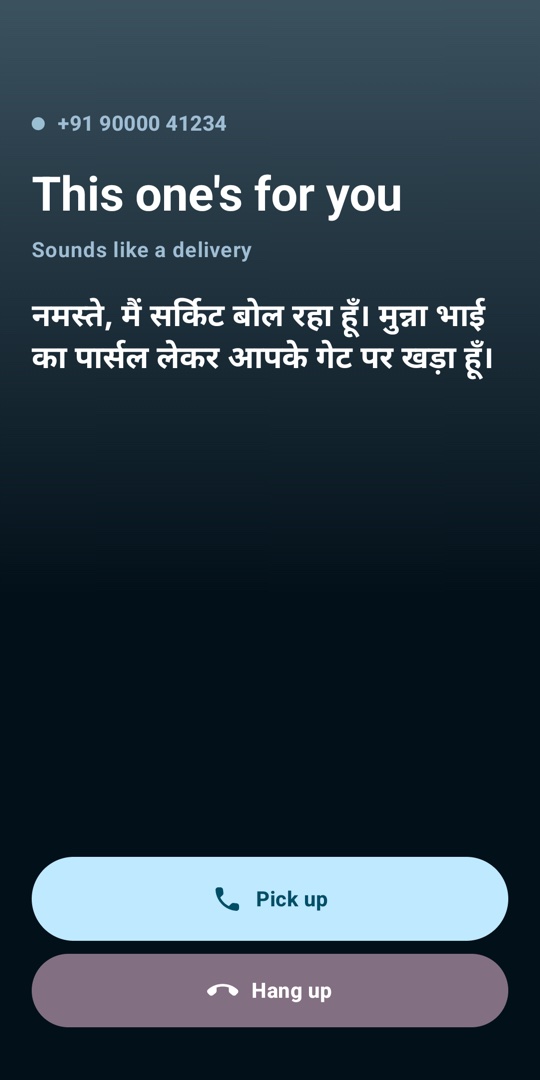 +91 90000 41234
This one's for you
Sounds like a delivery
नमस्ते, मैं सर्किट बोल रहा हूँ। मुन्ना भाई
का पार्सल लेकर आपके गेट पर खड़ा हूँ।
Pick up
Hang up